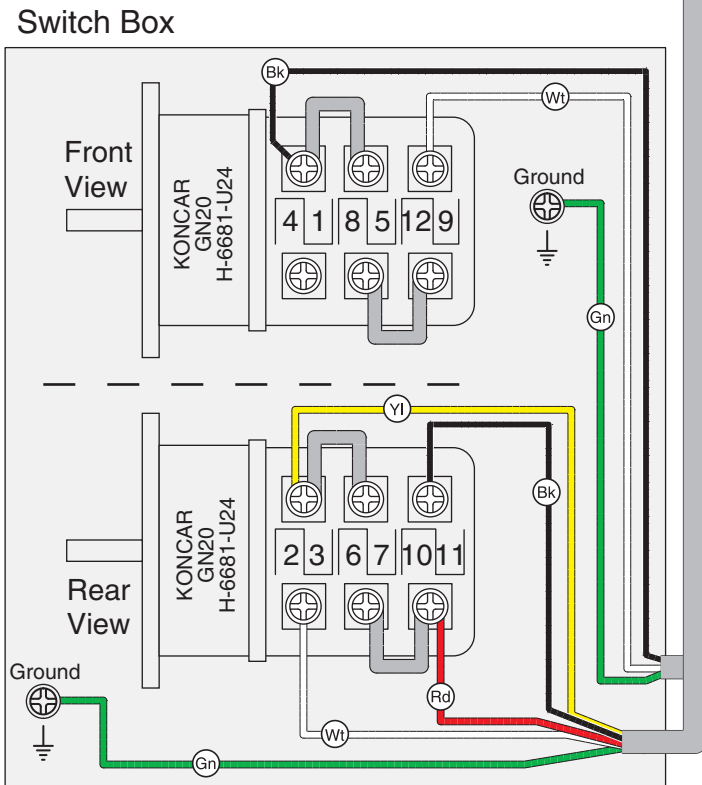 Switch Box
Bk
Wt
Front
View
KONCAR
GN20
H-6681-U24
4 1 8 5 12 9
Ground
Gn
Yl
Bk
KONCAR
GN20
H-6681-U24
2 3 6 7 10 11
Rear
View
Ground
Rd
Wt
Gn